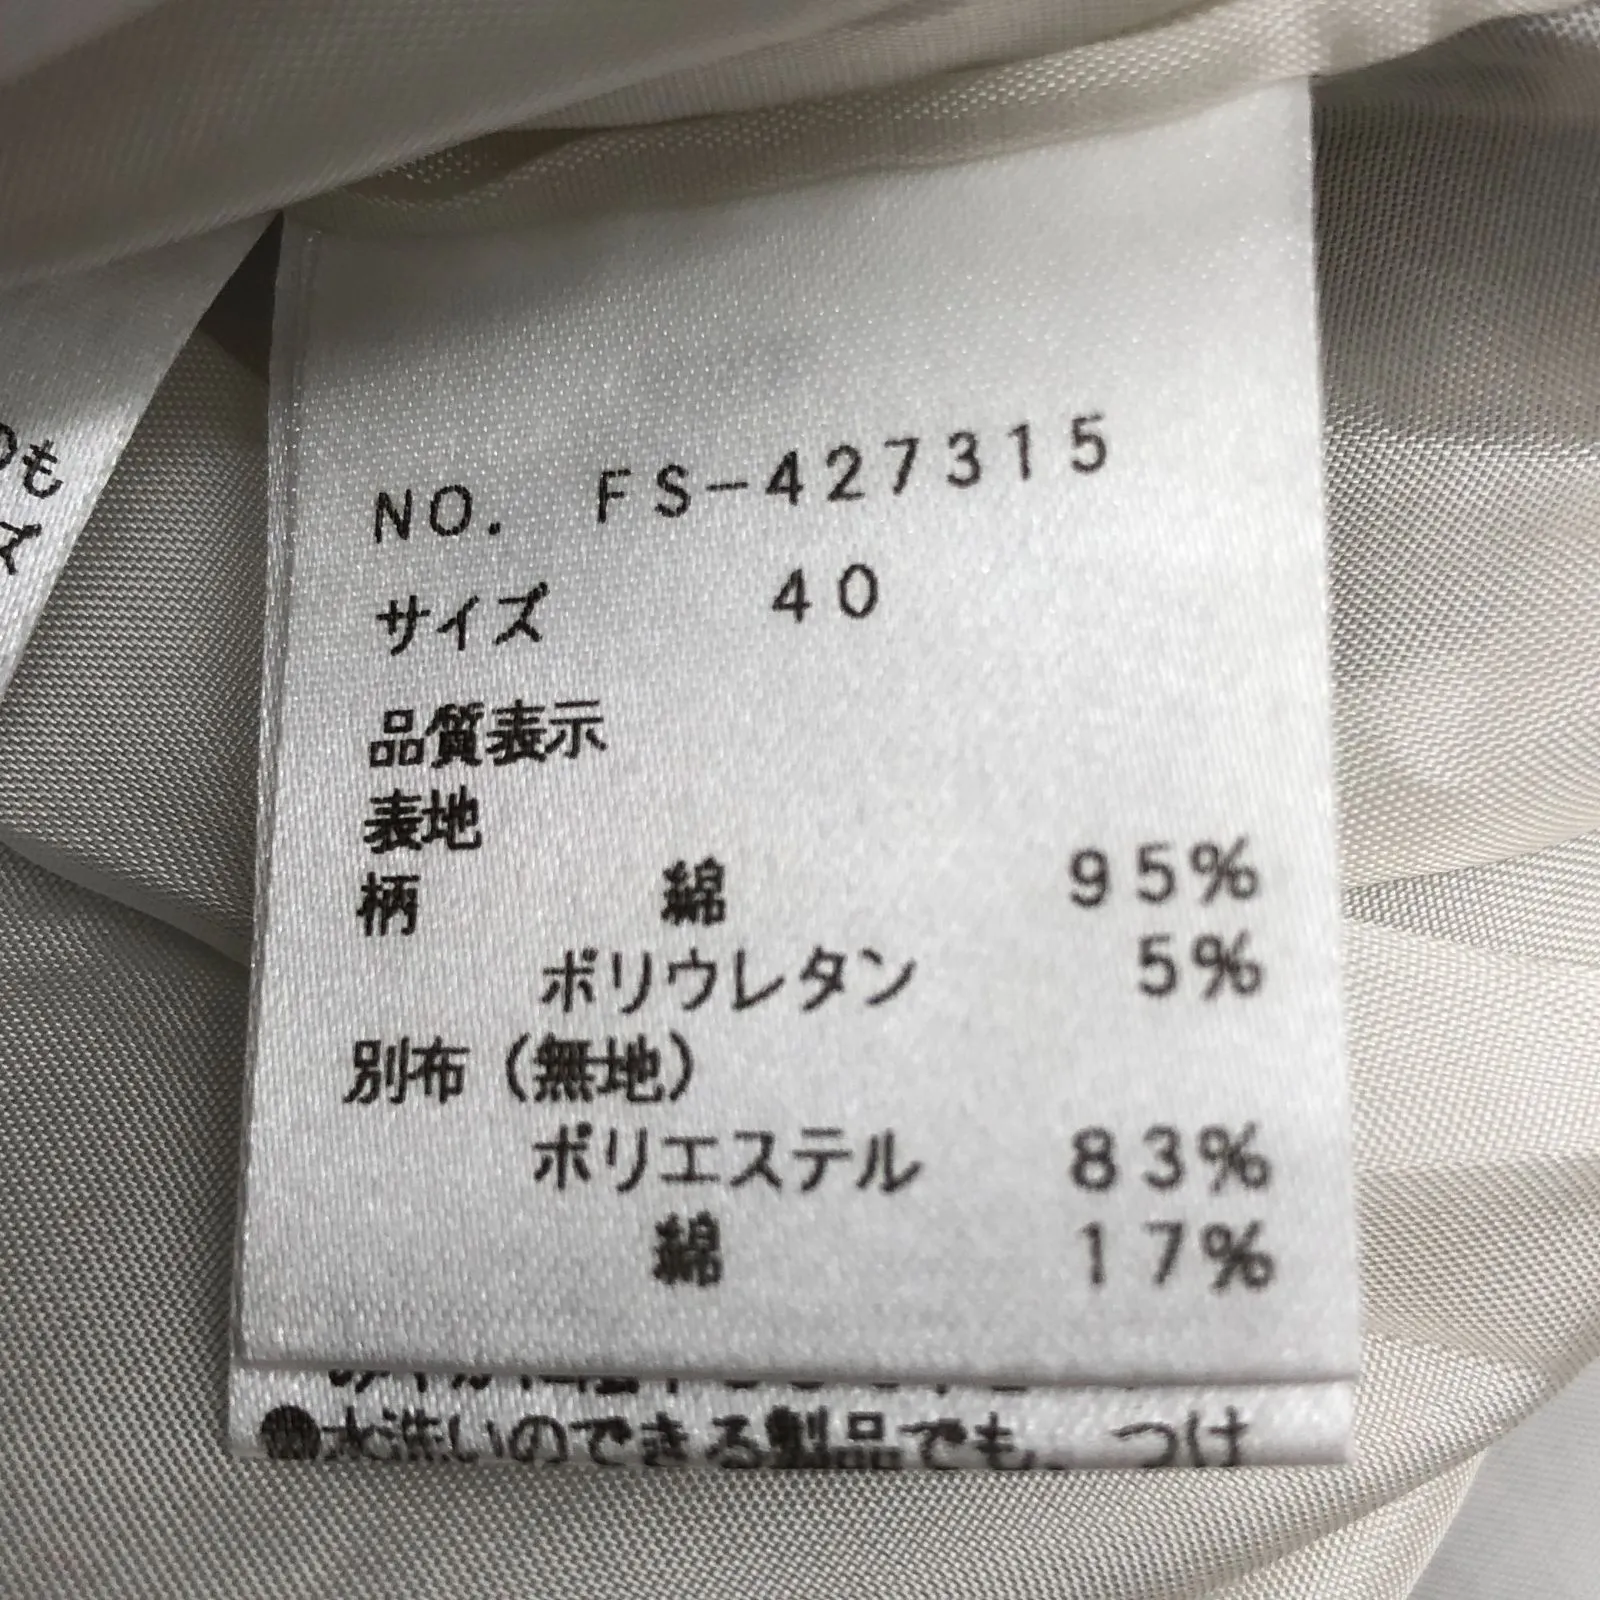 NO. FS-427315
サイズ 40
品質表示
表地
柄 綿 95%
ポリウレタン 5%
別布(無地)
ポリエステル 83%
綿 17%
●水洗いのできる製品でも、つけ
も
ズ